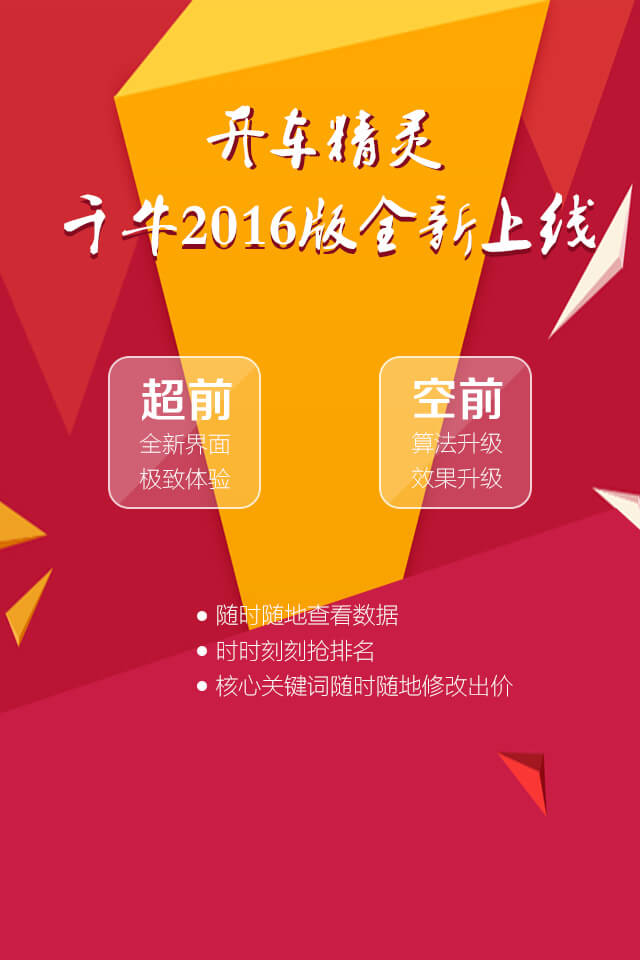 开车精灵
千牛2016版全新上线
超前
全新界面
极致体验
空前
算法升级
效果升级
随时随地查看数据
时时刻刻抢排名
核心关键词随时随地修改出价